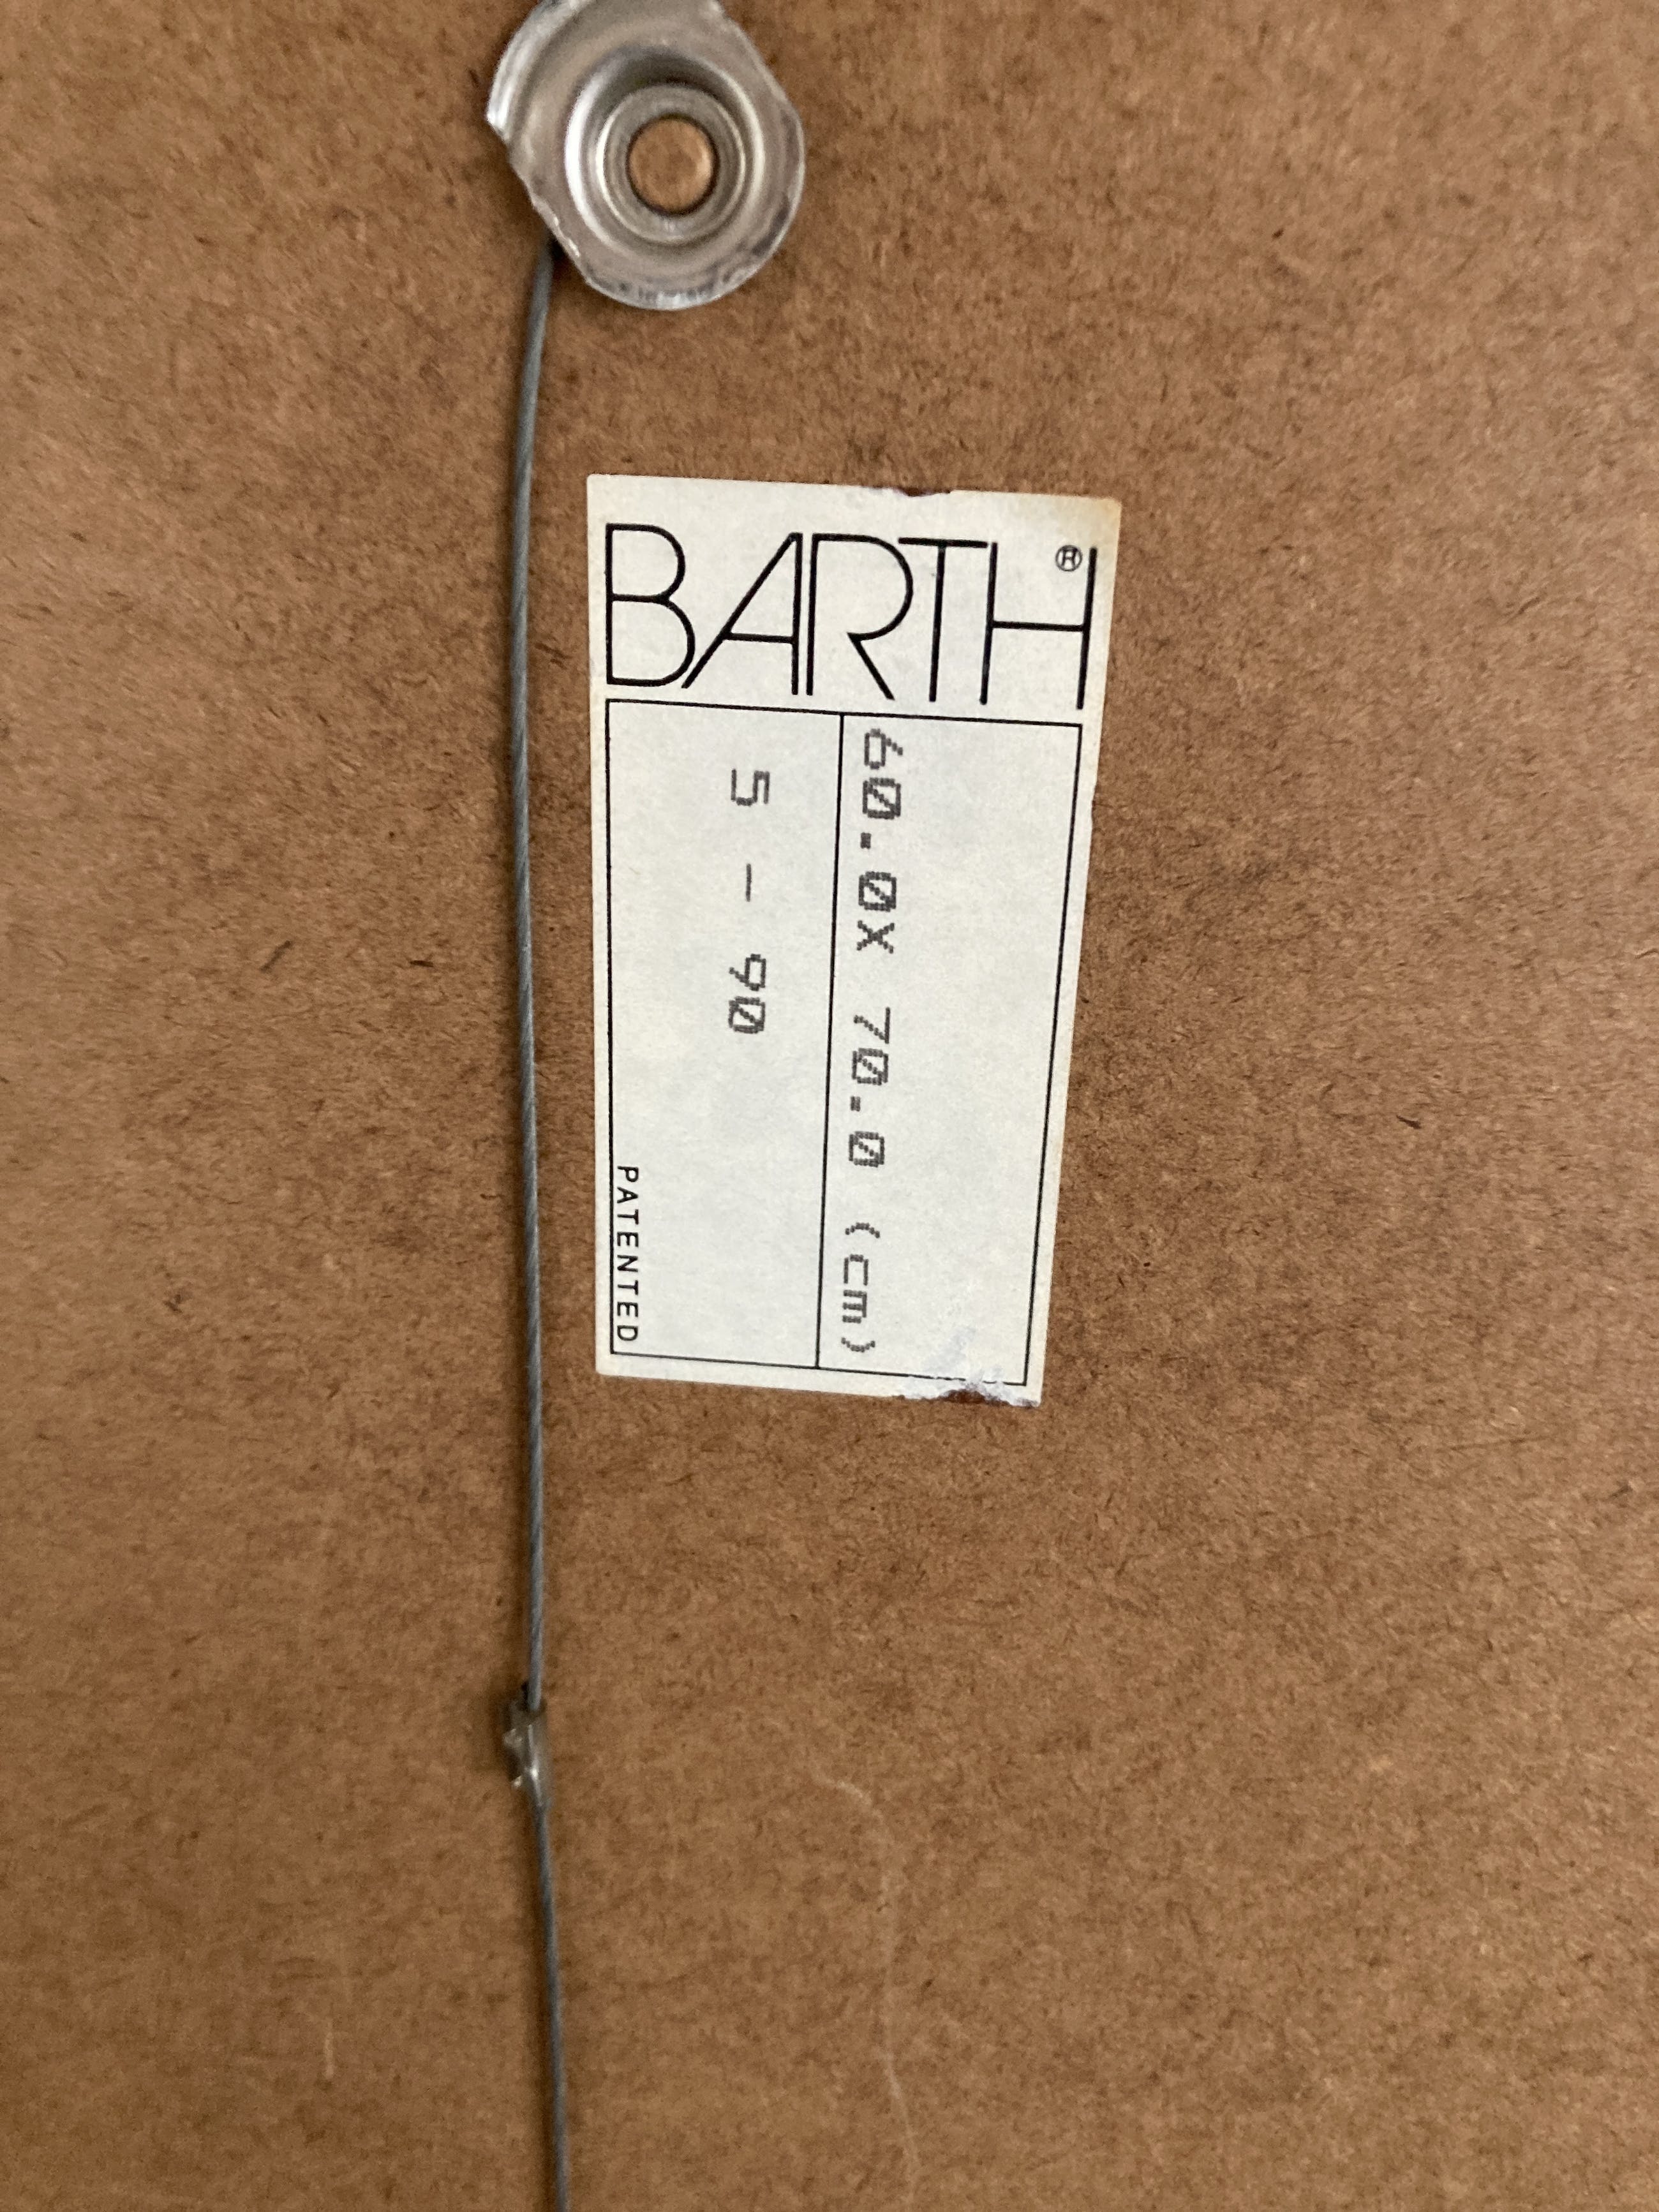 BARTH®
60.0X 70.0 (cm)
5 - 90
PATENTED